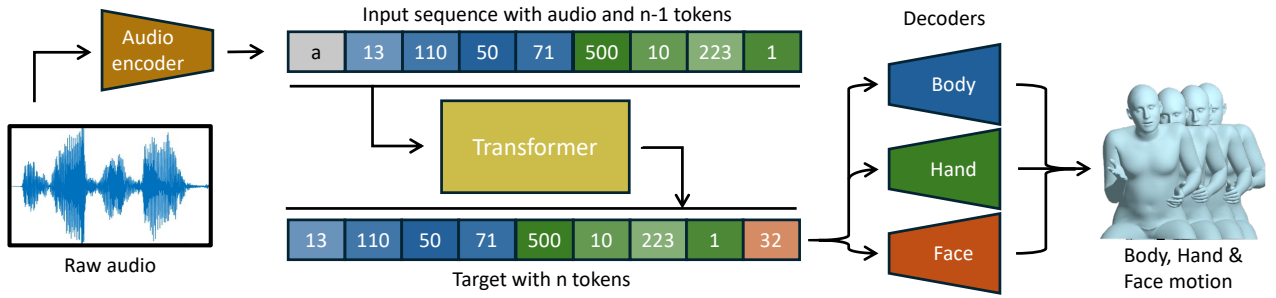 Input sequence with audio and n-1 tokens
Decoders
Audio
encoder
a 13 110 50 71 500 10 223 1
Body
Transformer
Hand
13 110 50 71 500 10 223 1 32
Face
Raw audio
Target with n tokens
Body, Hand &
Face motion